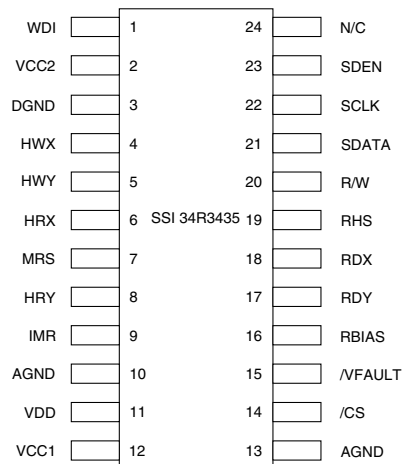 WDI 1 24 N/C
VCC2 2 23 SDEN
DGND 3 22 SCLK
HWX 4 21 SDATA
HWY 5 20 R/W
HRX 6 SSI 34R3435 19 RHS
MRS 7 18 RDX
HRY 8 17 RDY
IMR 9 16 RBIAS
AGND 10 15 /VFAULT
VDD 11 14 /CS
VCC1 12 13 AGND